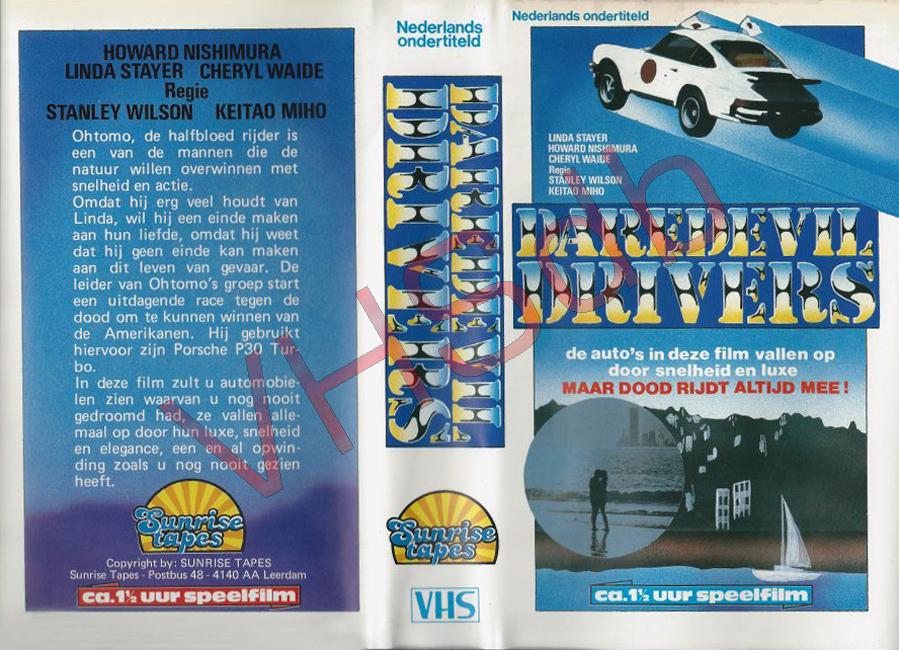 HOWARD NISHIMURA
LINDA STAYER CHERYL WAIDE
Regie
STANLEY WILSON KEITAO MIHO
Ohtomo, de halfbloed rijder is
een van de mannen die de
natuur willen overwinnen met
snelheid en actie.
Omdat hij erg veel houdt van
Linda, wil hij een einde maken
aan hun liefde, omdat hij weet
dat hij geen einde kan maken
aan dit leven van gevaar. De
leider van Ohtomo's groep start
een uitdagende race tegen de
dood om te kunnen winnen van
de Amerikanen. Hij gebruikt
hiervoor zijn Porsche P30 Tur-
bo.
In deze film zult u automobie-
len zien waarvan u nog nooit
gedroomd had, ze vallen alle-
maal op door hun luxe, snelheid
en elegance, een en al opwin-
ding zoals u nog nooit gezien
heeft.
Sunrise
tapes
Copyright by: SUNRISE TAPES
Sunrise Tapes - Postbus 48 - 4140 AA Leerdam
ca.1½ uur speelfilm
Nederlands
ondertiteld
DAREDEVIL
DRIVERS
Sunrise
tapes
VHS
Nederlands ondertiteld
LINDA STAYER
HOWARD NISHIMURA
CHERYL WAIDE
Regie
STANLEY WILSON
KEITAO MIHO
DAREDEVIL
DRIVERS
de auto's in deze film vallen op
door snelheid en luxe
MAAR DOOD RIJDT ALTIJD MEE!
ca.1½ uur speelfilm
VHSdb